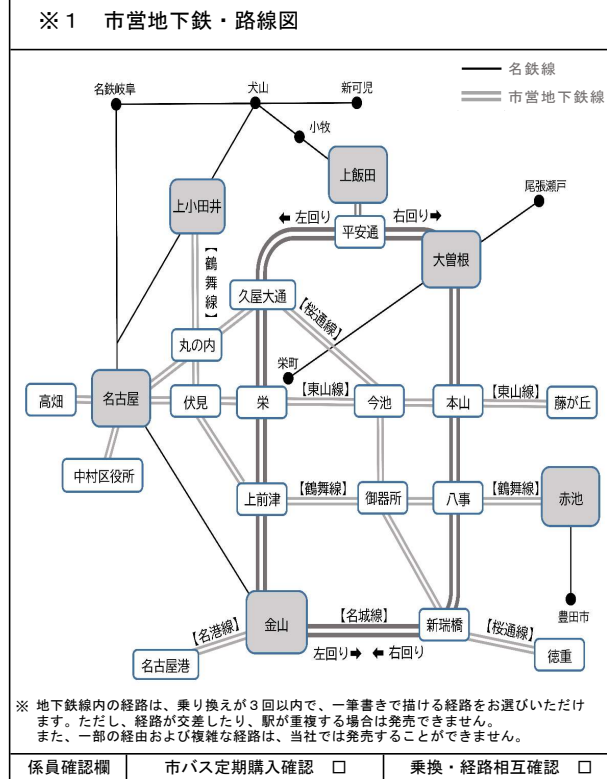 ※１　市営地下鉄・路線図
名鉄線
市営地下鉄線
名鉄岐阜
犬山
新可児
小牧
上飯田
尾張瀬戸
上小田井
← 左回り
右回り→
平安通
大曽根
【鶴舞線】
久屋大通
【桜通線】
丸の内
栄町
高畑
名古屋
伏見
栄
【東山線】
今池
本山
【東山線】
藤が丘
中村区役所
上前津
【鶴舞線】
御器所
八事
【鶴舞線】
赤池
金山
【名城線】
新瑞橋
豊田市
【名港線】
左回り→ ←右回り
【桜通線】
名古屋港
徳重
※ 地下鉄線内の経路は、乗り換えが３回以内で、一筆書きで描ける経路をお選びいただけ
ます。ただし、経路が交差したり、駅が重複する場合は発売できません。
また、一部の経由および複雑な経路は、当社では発売することができません。
係員確認欄
市バス定期購入確認 □
乗換・経路相互確認 □